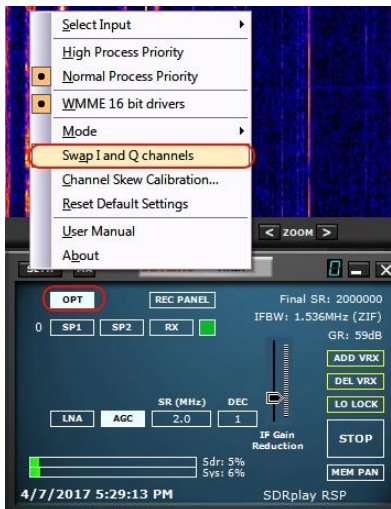 Select Input
High Process Priority
Normal Process Priority
WMME 16 bit drivers
Mode
Swap I and Q channels
Channel Skew Calibration...
Reset Default Settings
User Manual
About
< ZOOM >
OPT
REC PANEL
Final SR: 2000000
IFBW: 1.536MHz (ZIF)
GR: 59dB
0 SP1 SP2 RX
ADD VRX
DEL VRX
LO LOCK
SR (MHz) DEC
LNA AGC 2.0 1
IF Gain
Reduction
STOP
Sdr: 5%
Sys: 6%
MEM PAN
4/7/2017 5:29:13 PM
SDRplay RSP